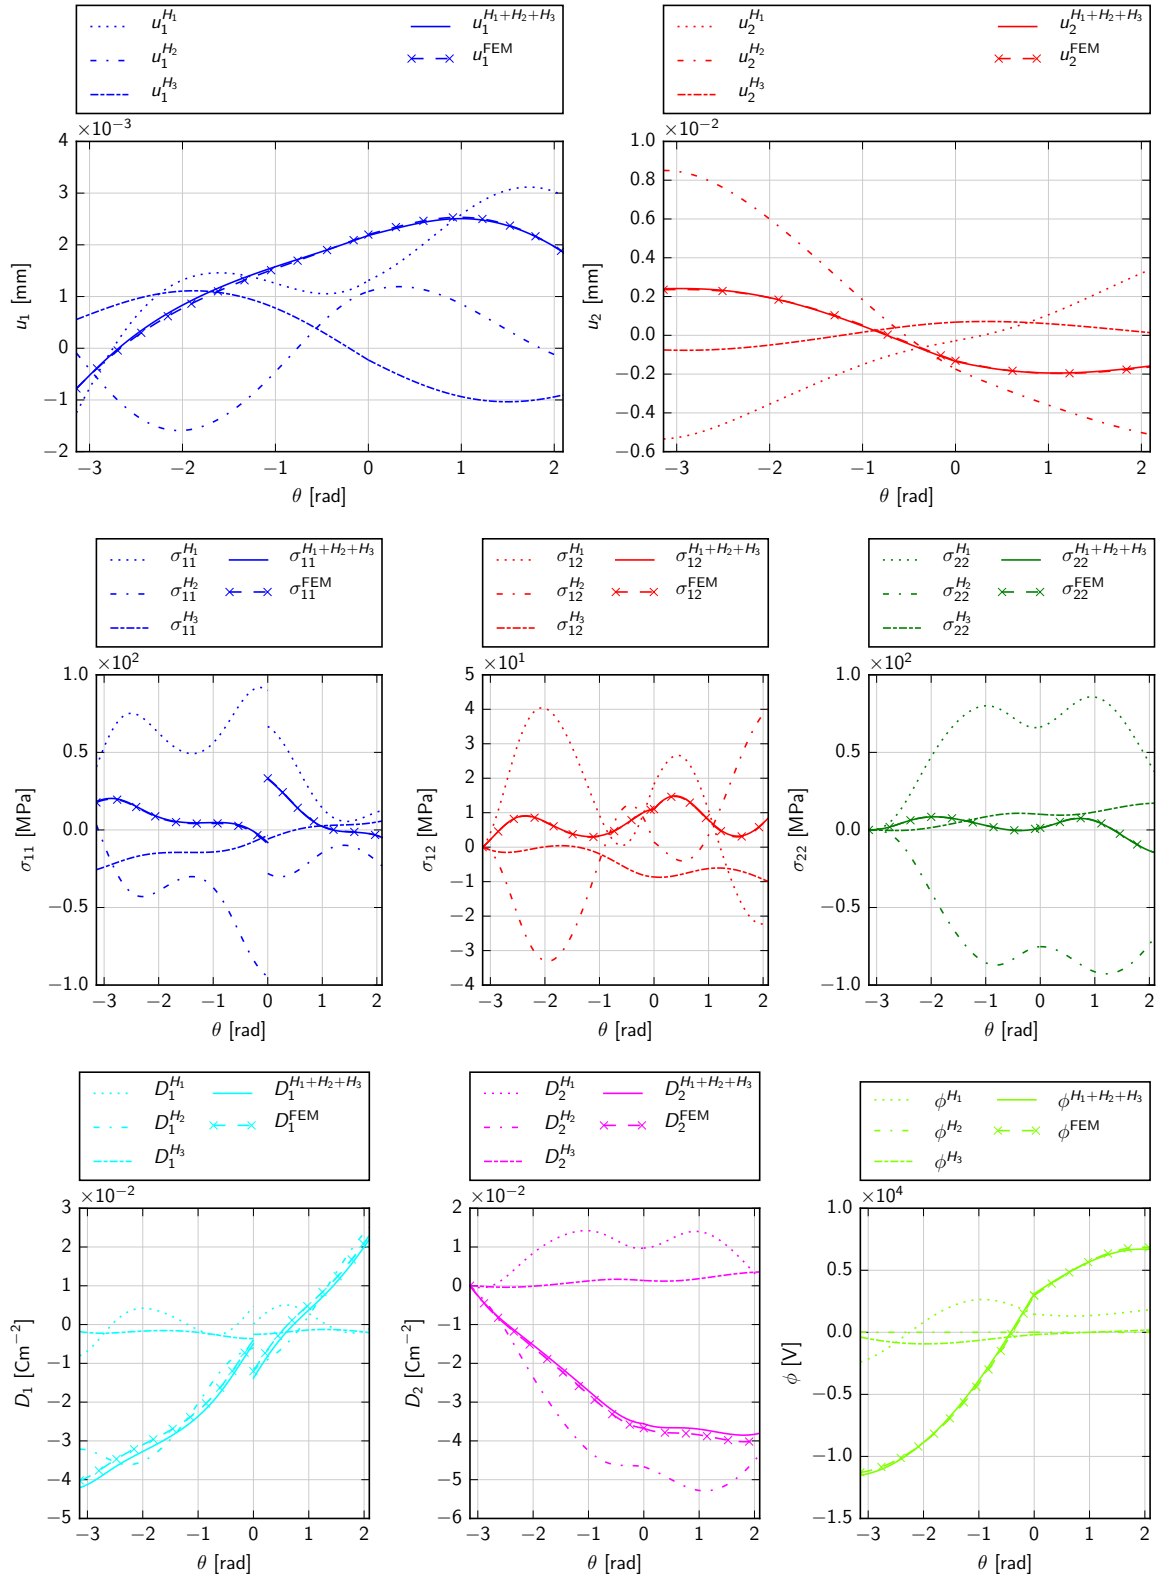 u_1^{H_1} u_1^{H_1+H_2+H_3}
u_1^{H_2} u_1^{FEM}
u_1^{H_3}
×10^{−3}
4
3
2
1
0
−1
−2
u_1 [mm]
−3 −2 −1 0 1 2
θ [rad]
u_2^{H_1} u_2^{H_1+H_2+H_3}
u_2^{H_2} u_2^{FEM}
u_2^{H_3}
×10^{−2}
1.0
0.8
0.6
0.4
0.2
0.0
−0.2
−0.4
−0.6
u_2 [mm]
−3 −2 −1 0 1 2
θ [rad]
σ_{11}^{H_1} σ_{11}^{H_1+H_2+H_3}
σ_{11}^{H_2} σ_{11}^{FEM}
σ_{11}^{H_3}
×10^2
1.0
0.5
0.0
−0.5
−1.0
σ_{11} [MPa]
−3 −2 −1 0 1 2
θ [rad]
σ_{12}^{H_1} σ_{12}^{H_1+H_2+H_3}
σ_{12}^{H_2} σ_{12}^{FEM}
σ_{12}^{H_3}
×10^1
5
4
3
2
1
0
−1
−2
−3
−4
σ_{12} [MPa]
−3 −2 −1 0 1 2
θ [rad]
σ_{22}^{H_1} σ_{22}^{H_1+H_2+H_3}
σ_{22}^{H_2} σ_{22}^{FEM}
σ_{22}^{H_3}
×10^2
1.0
0.5
0.0
−0.5
−1.0
σ_{22} [MPa]
−3 −2 −1 0 1 2
θ [rad]
D_1^{H_1} D_1^{H_1+H_2+H_3}
D_1^{H_2} D_1^{FEM}
D_1^{H_3}
×10^{−2}
3
2
1
0
−1
−2
−3
−4
−5
D_1 [Cm^{−2}]
−3 −2 −1 0 1 2
θ [rad]
D_2^{H_1} D_2^{H_1+H_2+H_3}
D_2^{H_2} D_2^{FEM}
D_2^{H_3}
×10^{−2}
2
1
0
−1
−2
−3
−4
−5
−6
D_2 [Cm^{−2}]
−3 −2 −1 0 1 2
θ [rad]
ϕ^{H_1} ϕ^{H_1+H_2+H_3}
ϕ^{H_2} ϕ^{FEM}
ϕ^{H_3}
×10^4
1.0
0.5
0.0
−0.5
−1.0
−1.5
ϕ [V]
−3 −2 −1 0 1 2
θ [rad]